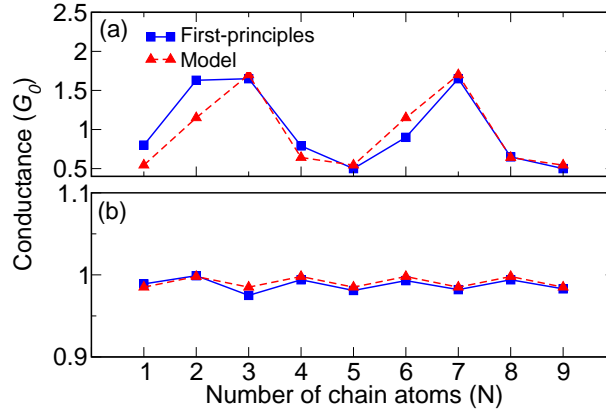 2.5
(a)
First-principles
Model
2
1.5
1
0.5
Conductance (G0)
1.1
(b)
1
0.9
1 2 3 4 5 6 7 8 9
Number of chain atoms (N)